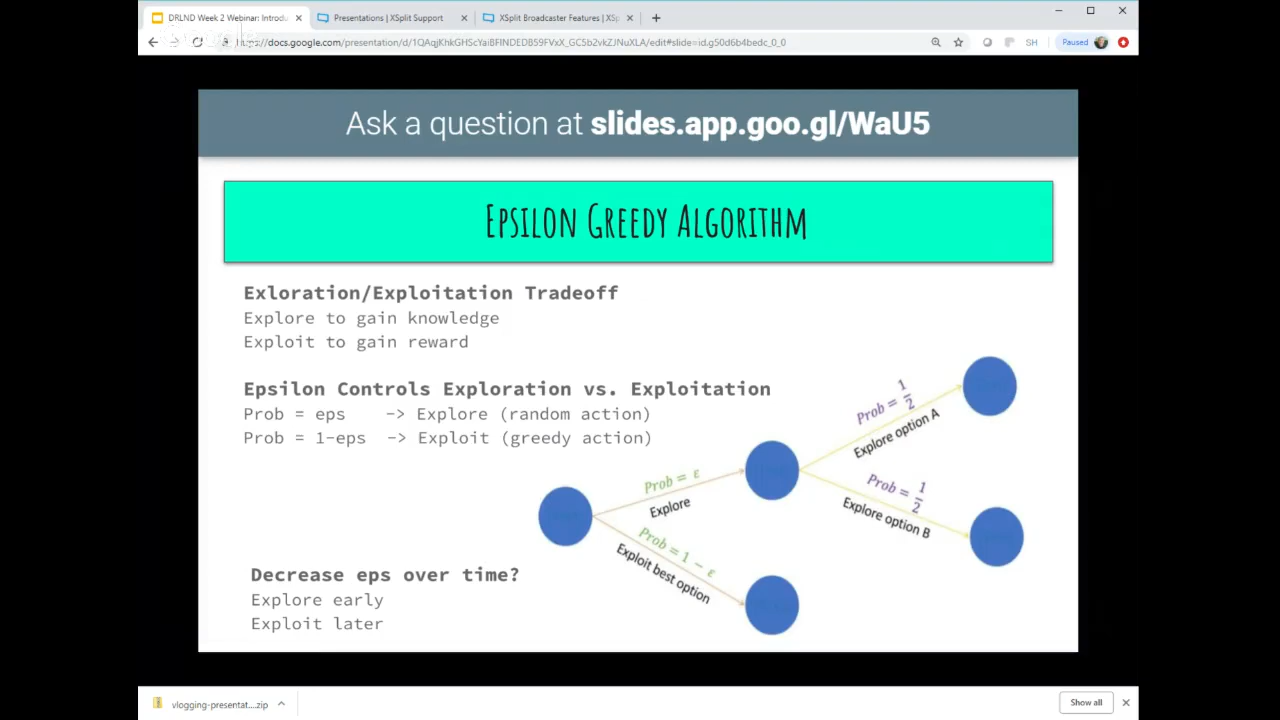 DRLND Week 2 Webinar: Introdu
Presentations | XSplit Support
XSplit Broadcaster Features | XSp
https://docs.google.com/presentation/d/1QAqjKhkGHScYaiBFINDEDB59FVxX_GC5b2vkZJNuXLA/edit#slide=id.g50d6b4bedc_0_0
SH
Paused
Ask a question at slides.app.goo.gl/WaU5
Epsilon Greedy Algorithm
Exloration/Exploitation Tradeoff
Explore to gain knowledge
Exploit to gain reward
Epsilon Controls Exploration vs. Exploitation
Prob = eps -> Explore (random action)
Prob = 1-eps -> Exploit (greedy action)
Prob = 1/2
Explore option A
Prob = ε
Explore
Prob = 1/2
Explore option B
Prob = 1 − ε
Exploit best option
Decrease eps over time?
Explore early
Exploit later
vlogging-presentat....zip
Show all